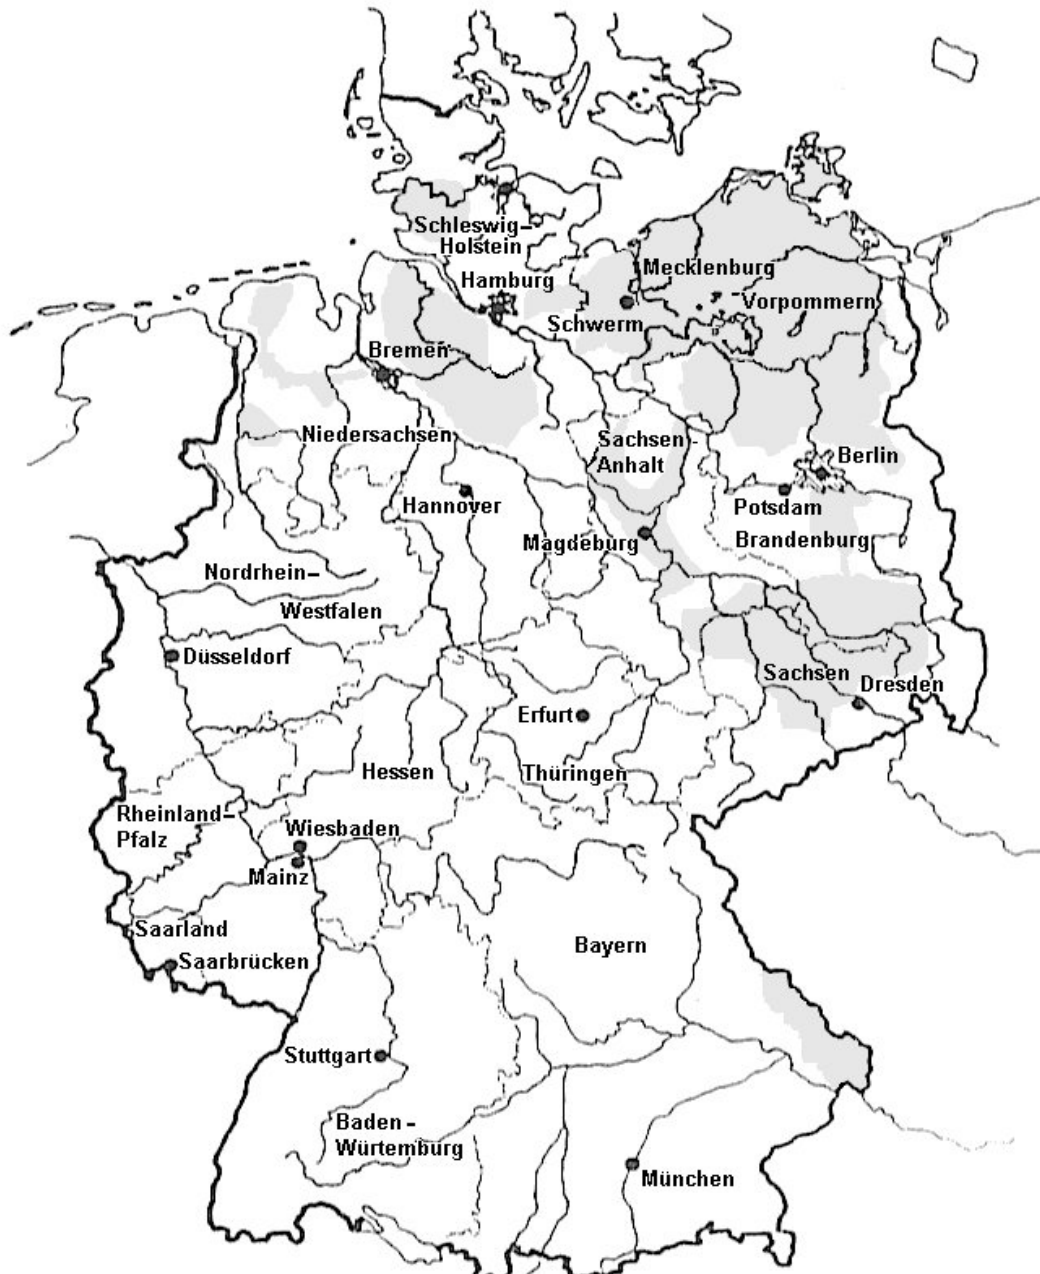 Kiel
Schleswig–
Holstein
Hamburg
Mecklenburg
Vorpommern
Schwerm
Bremen
Niedersachsen
Sachsen
Anhalt
Berlin
Hannover
Potsdam
Magdeburg
Brandenburg
Nordrhein–
Westfalen
Düsseldorf
Sachsen
Dresden
Erfurt
Hessen
Thüringen
Rheinland–
Pfalz
Wiesbaden
Mainz
Saarland
Saarbrücken
Bayern
Stuttgart
Baden -
Würtemburg
München